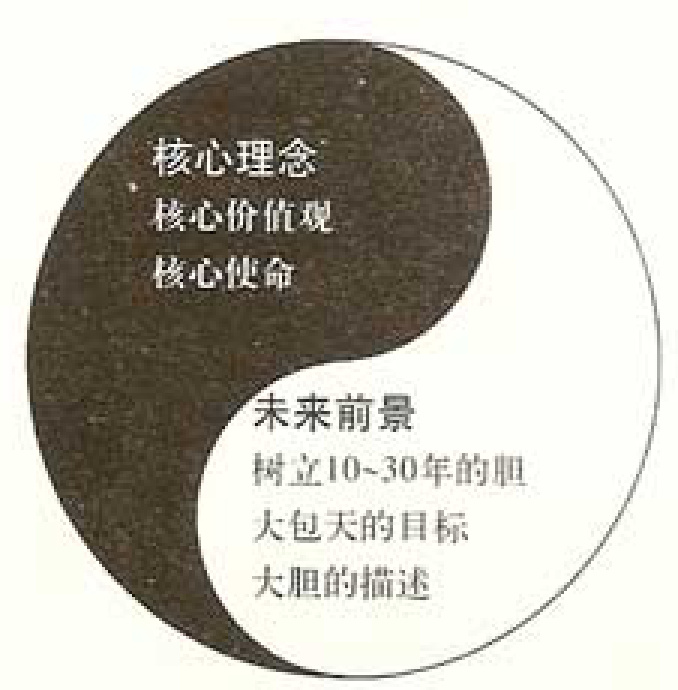 核心理念
核心价值观
核心使命
未来前景
树立10~30年的胆
大包天的目标
大胆的描述